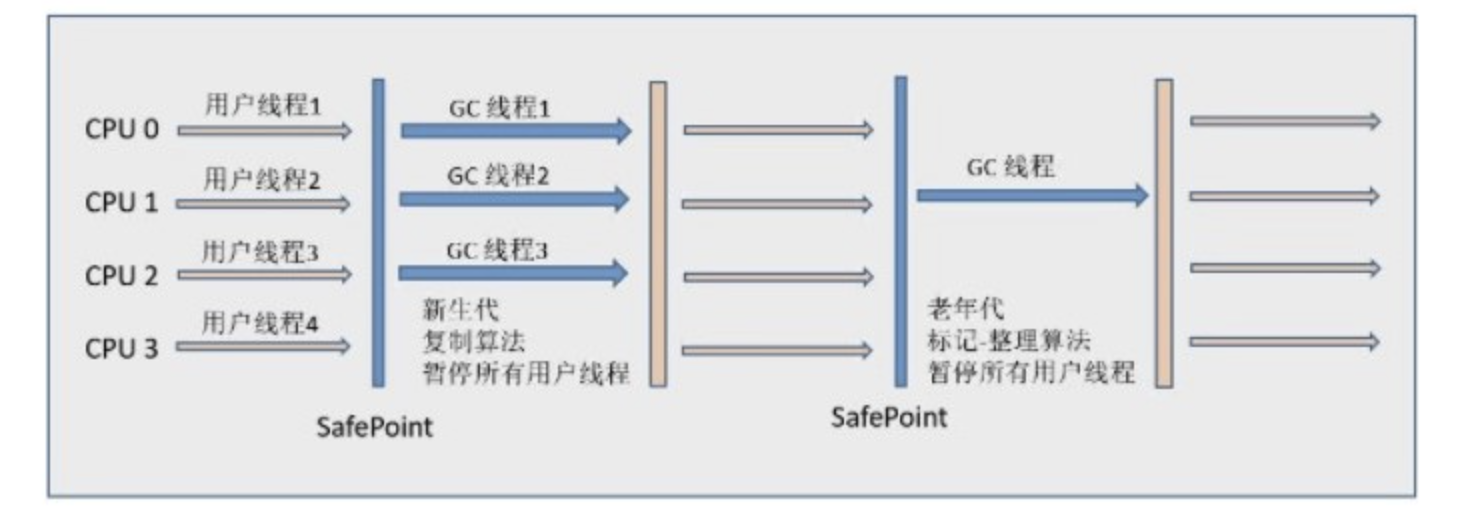 CPU 0
用户线程1
GC 线程1
CPU 1
用户线程2
GC 线程2
GC 线程
CPU 2
用户线程3
GC 线程3
CPU 3
用户线程4
新生代
复制算法
暂停所有用户线程
老年代
标记-整理算法
暂停所有用户线程
SafePoint
SafePoint